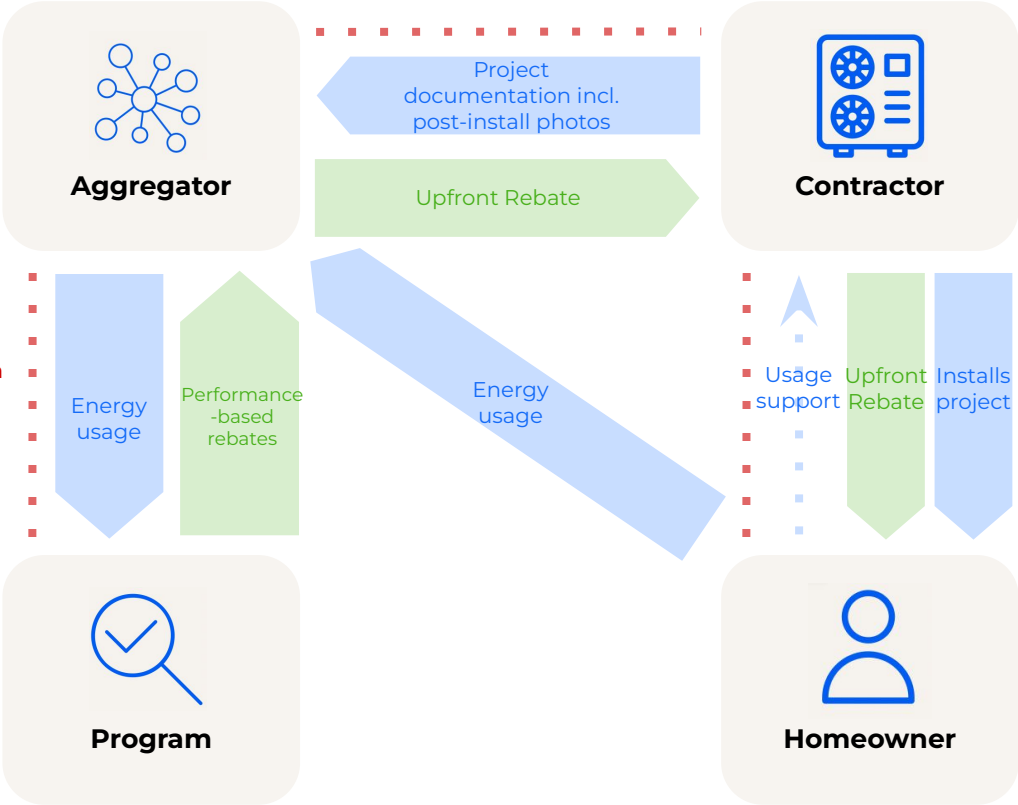 Project
documentation incl.
post-install photos
Aggregator
Contractor
Upfront Rebate
Energy
usage
Performance
-based
rebates
Energy
usage
Usage
support
Upfront
Rebate
Installs
project
Program
Homeowner